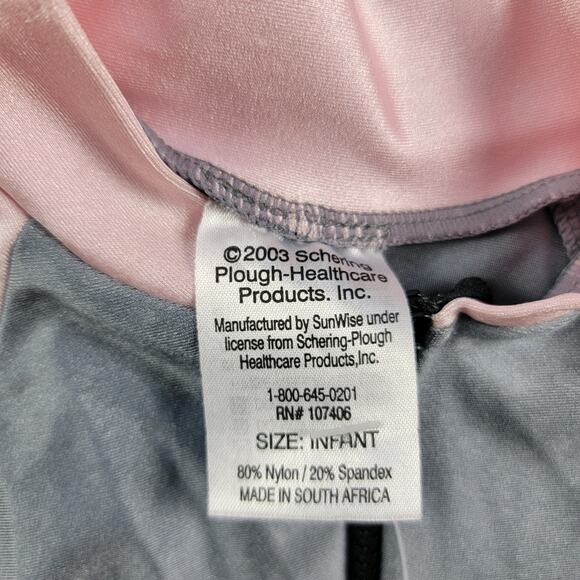 ©2003 Schering
Plough-Healthcare
Products. Inc.
Manufactured by SunWise under
license from Schering-Plough
Healthcare Products,Inc.
1-800-645-0201
RN# 107406
SIZE: INFANT
80% Nylon / 20% Spandex
MADE IN SOUTH AFRICA